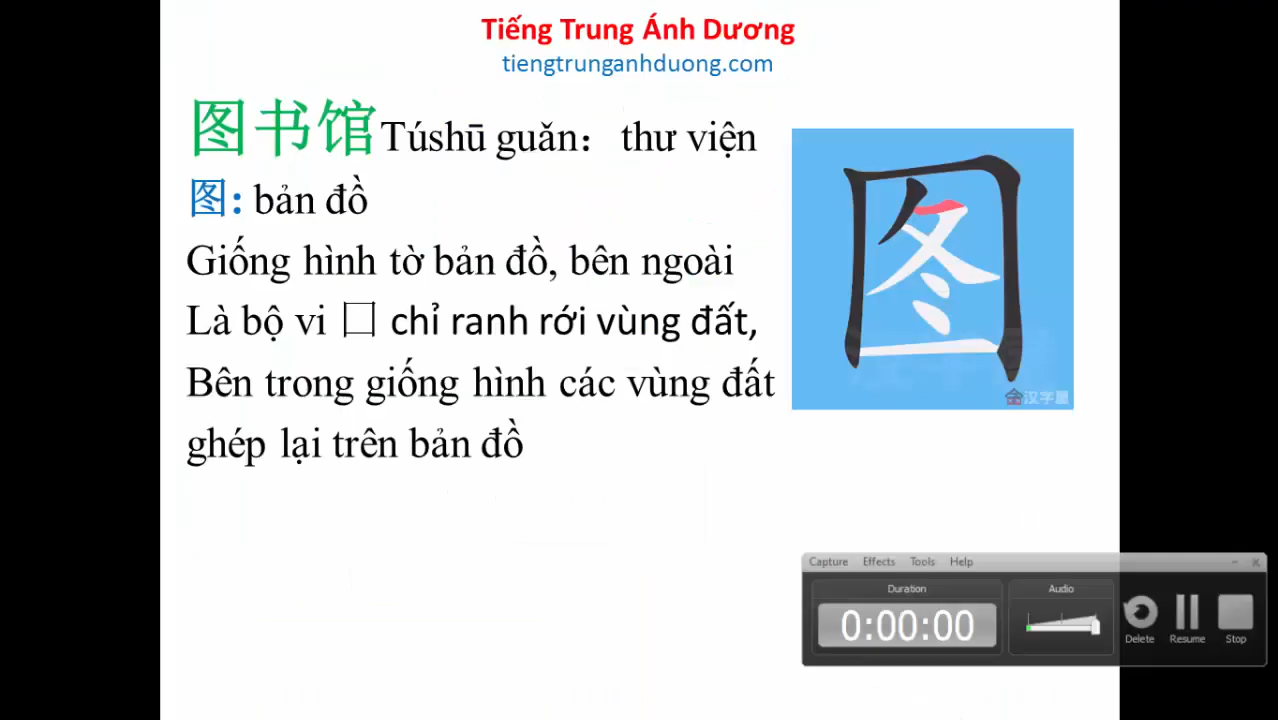 Tiếng Trung Ánh Dương
tiengtrunganhduong.com
图书馆Túshū guǎn： thư viện
图: bản đồ
Giống hình tờ bản đồ, bên ngoài
Là bộ vi 囗 chỉ ranh rới vùng đất,
Bên trong giống hình các vùng đất
ghép lại trên bản đồ
图
汉字屋
Capture Effects Tools Help
Duration
Audio
0:00:00
Delete Resume Stop